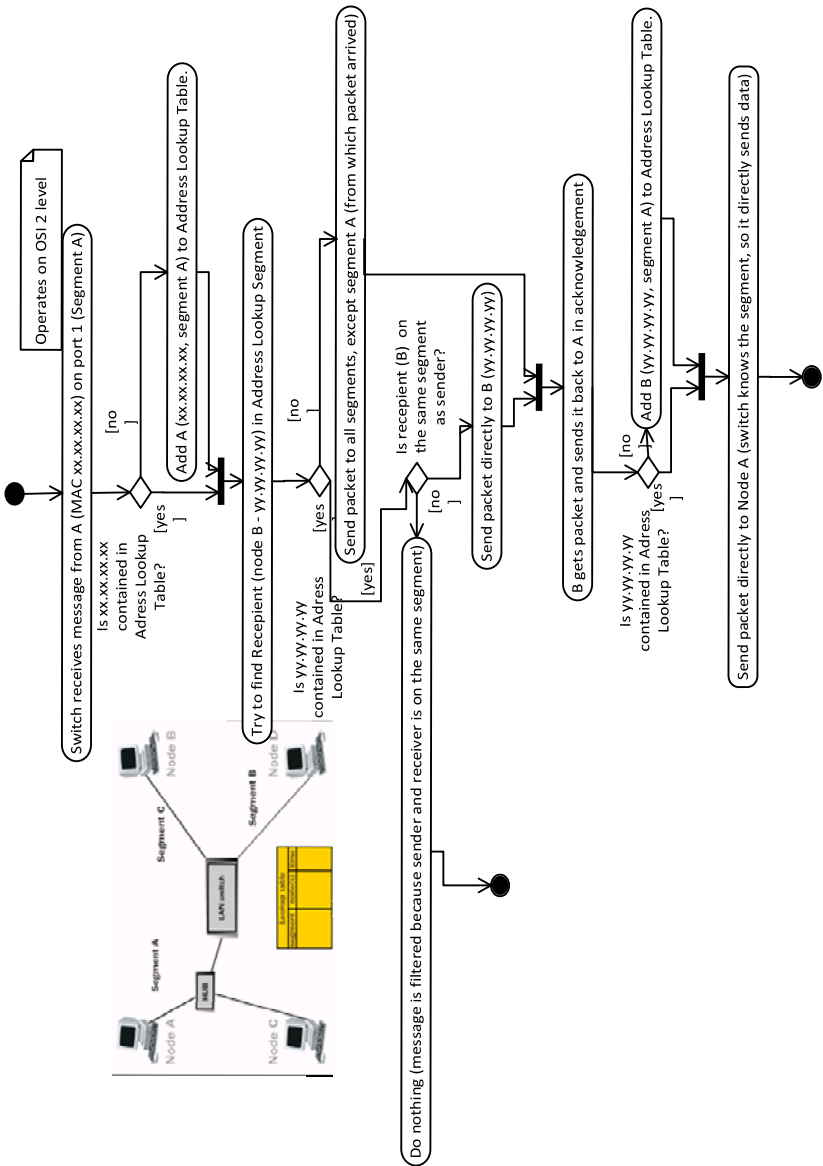 Operates on OSI 2 level
Switch receives message from A (MAC xx.xx.xx.xx) on port 1 (Segment A)
Is xx.xx.xx.xx
contained in
Adress Lookup
Table?
[no
]
[yes
]
Add A (xx.xx.xx.xx, segment A) to Address Lookup Table.
Try to find Recepient (node B - yy.yy.yy.yy) in Address Lookup Segment
Is yy.yy.yy.yy
contained in Adress
Lookup Table?
[no
]
[yes
[yes]
Send packet to all segments, except segment A (from which packet arrived)
Is recepient (B) on
the same segment
as sender?
[no
]
Do nothing (message is filtered because sender and receiver is on the same segment)
Send packet directly to B (yy.yy.yy.yy)
B gets packet and sends it back to A in acknowledgement
Is yy.yy.yy.yy
contained in Adress
Lookup Table?
[no
]
[yes
]
Add B (yy.yy.yy.yy, segment A) to Address Lookup Table.
Send packet directly to Node A (switch knows the segment, so it directly sends data)
Node A
Node B
Segment A
Segment C
HUB
LAN switch
Segment B
Node C
Node D
Lookup table
segment node(s) time